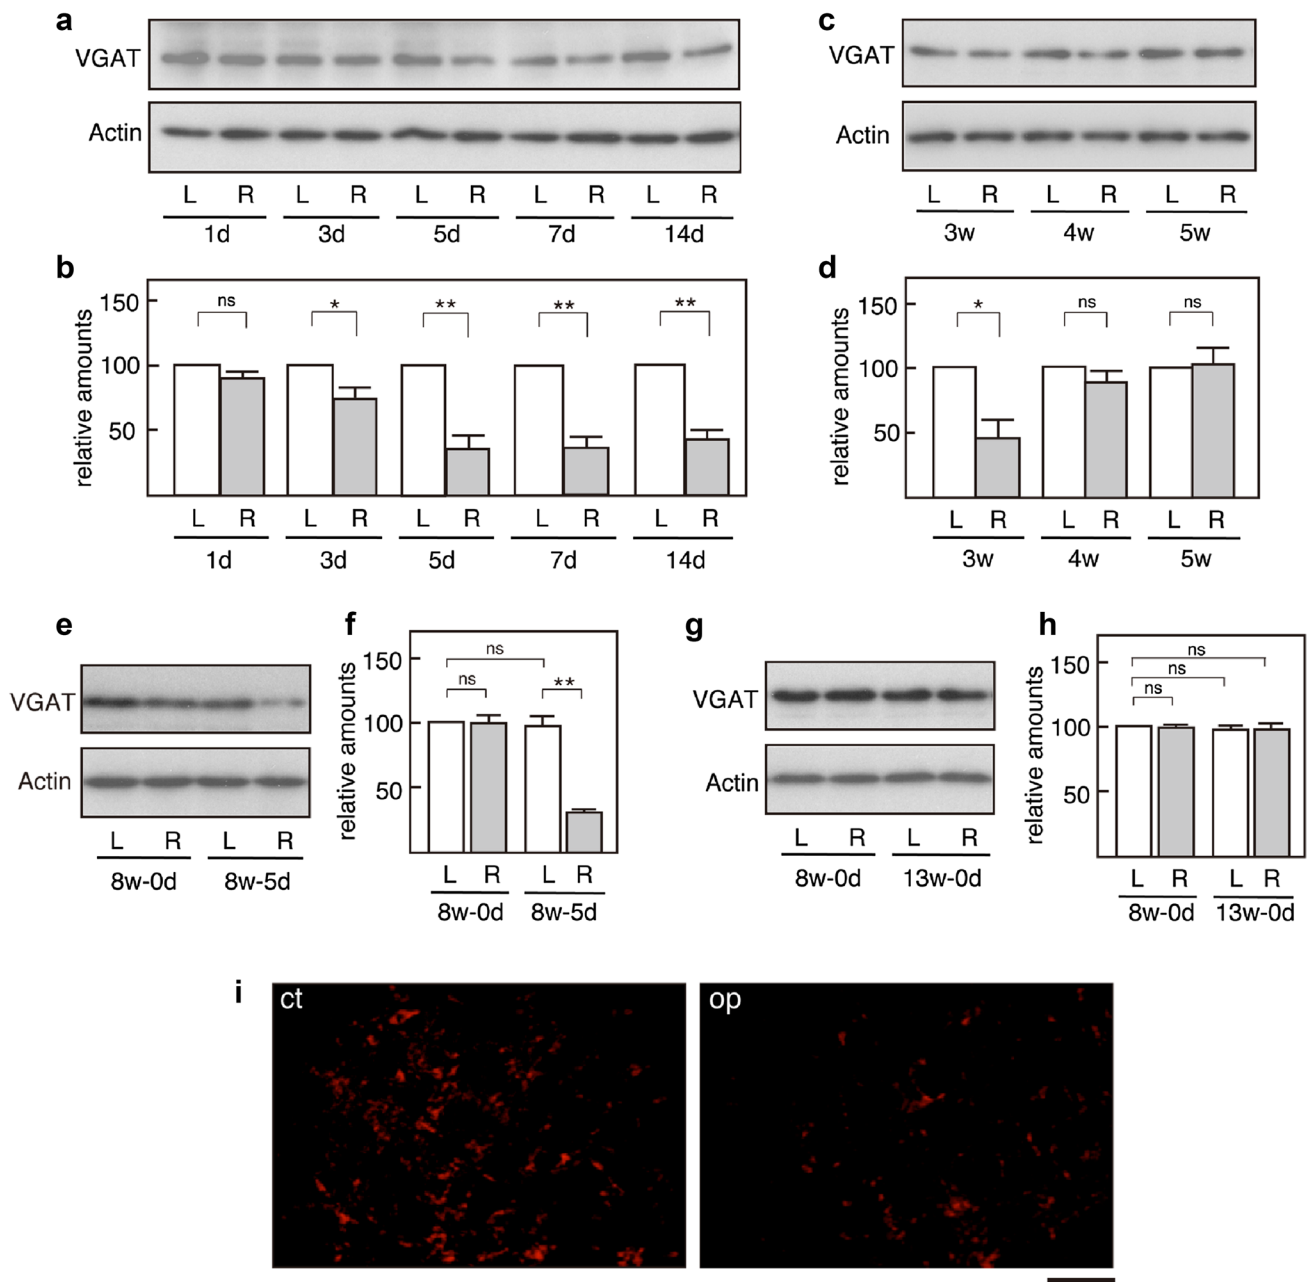 a
VGAT
Actin
L R L R L R L R L R
1d 3d 5d 7d 14d
c
VGAT
Actin
L R L R L R
3w 4w 5w
b
relative amounts
150
100
50
ns * ** ** **
L R L R L R L R L R
1d 3d 5d 7d 14d
d
relative amounts
150
100
50
* ns ns
L R L R L R
3w 4w 5w
e
VGAT
Actin
L R L R
8w-0d 8w-5d
f
relative amounts
150
100
50
ns
ns **
L R L R
8w-0d 8w-5d
g
VGAT
Actin
L R L R
8w-0d 13w-0d
h
relative amounts
150
100
50
ns
ns
ns
L R L R
8w-0d 13w-0d
i
ct
op